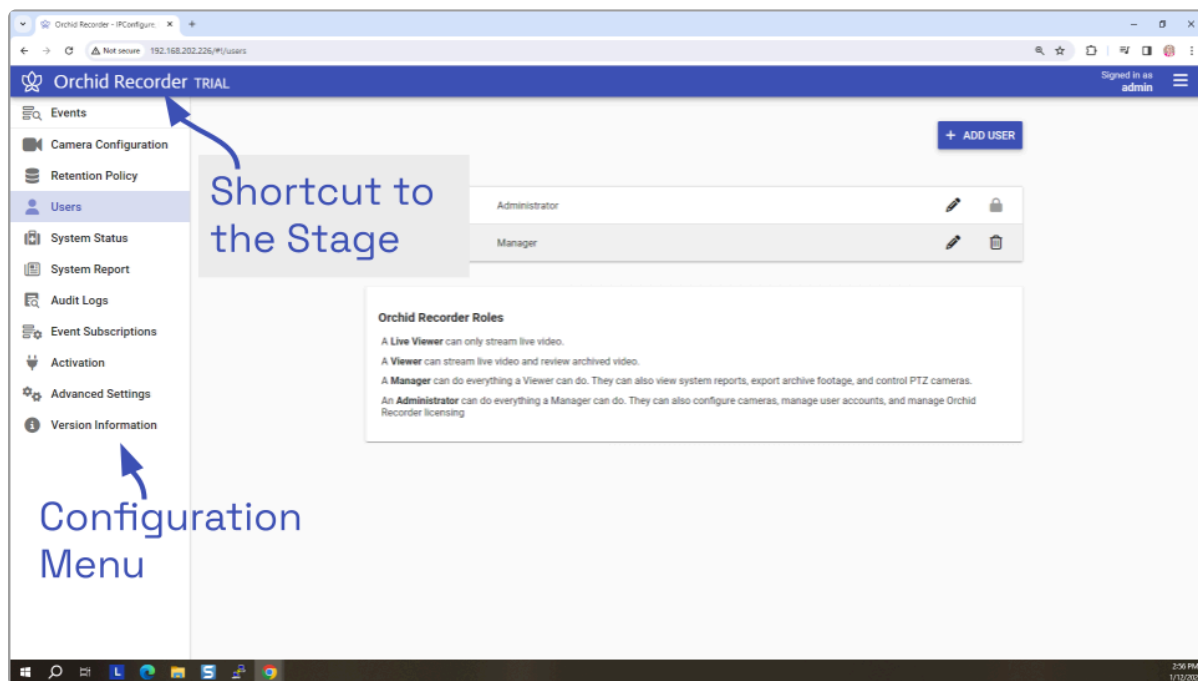 Orchid Recorder - IPConfigure,
Not secure 192.168.202.226/#!/users
Orchid Recorder TRIAL
Signed in as
admin
Events
Camera Configuration
Retention Policy
Users
System Status
System Report
Audit Logs
Event Subscriptions
Activation
Advanced Settings
Version Information
+ ADD USER
Shortcut to
the Stage
Administrator
Manager
Orchid Recorder Roles
A Live Viewer can only stream live video.
A Viewer can stream live video and review archived video.
A Manager can do everything a Viewer can do. They can also view system reports, export archive footage, and control PTZ cameras.
An Administrator can do everything a Manager can do. They can also configure cameras, manage user accounts, and manage Orchid
Recorder licensing
Configuration
Menu
L
S
2:56 PM
1/12/202